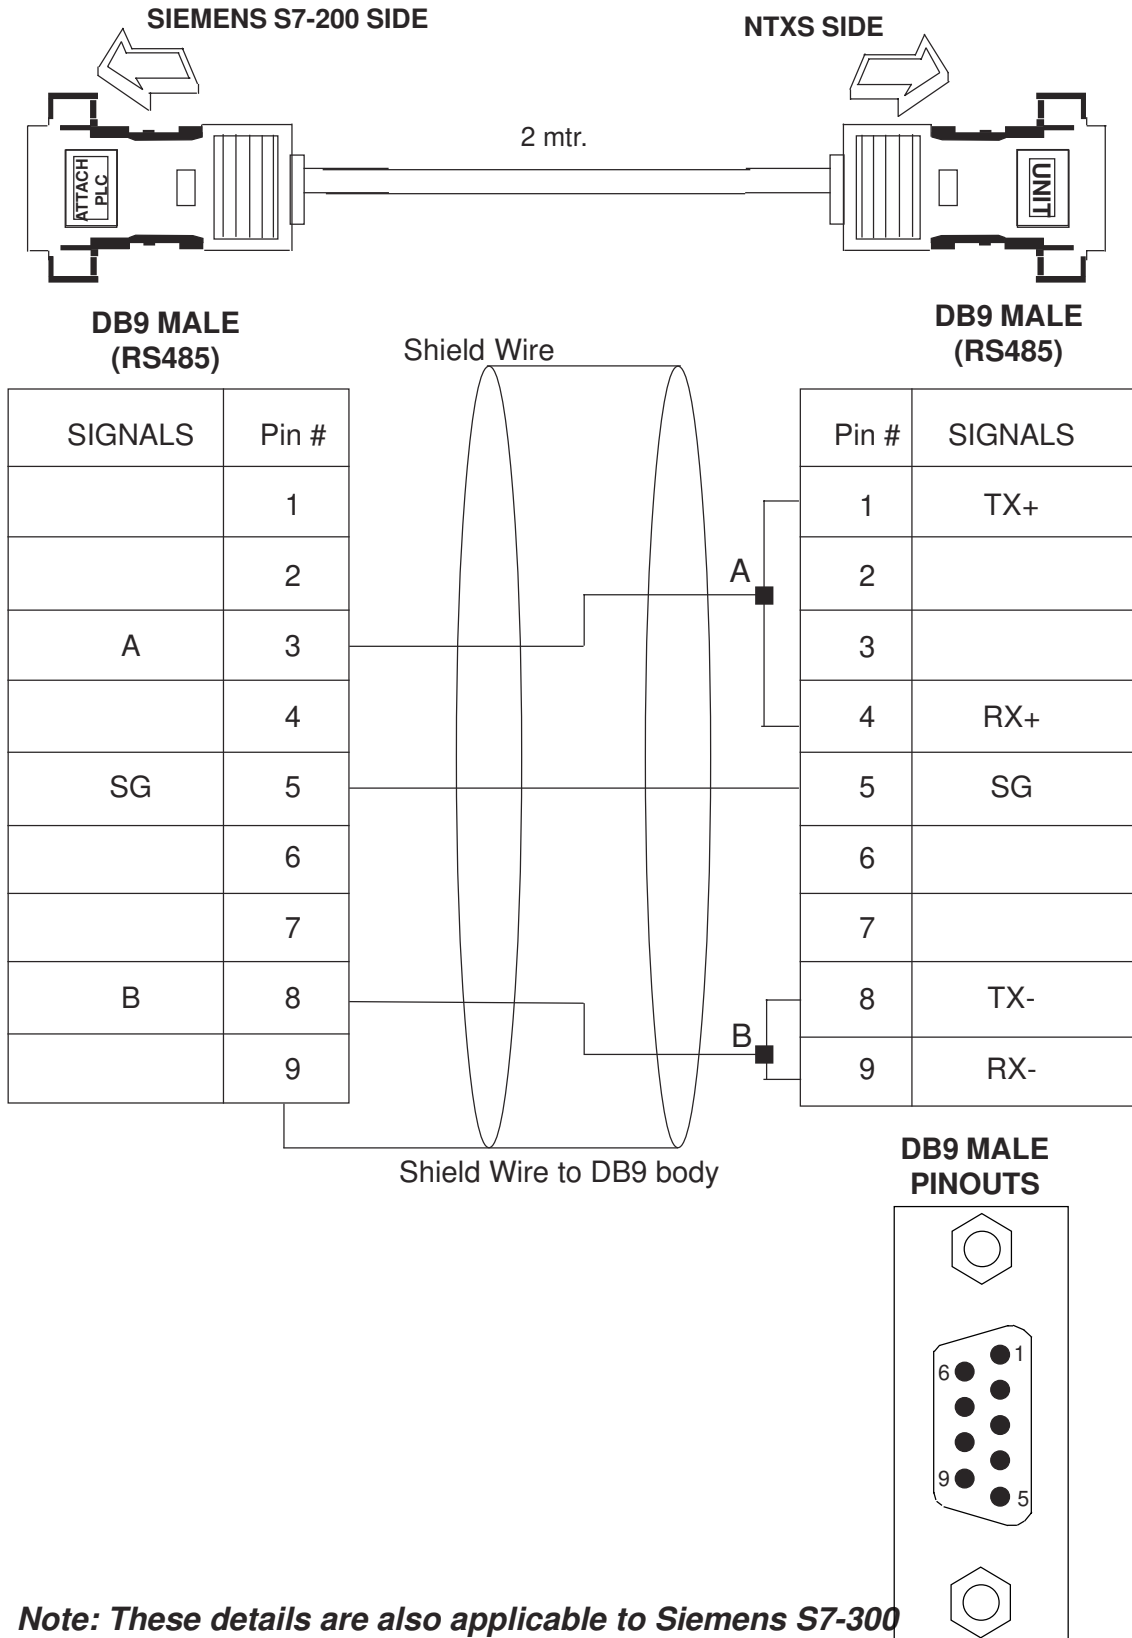 SIEMENS S7-200 SIDE
NTXS SIDE
2 mtr.
ATTACH
PLC
UNIT
DB9 MALE
(RS485)
DB9 MALE
(RS485)
Shield Wire
SIGNALS Pin #
1
2
A 3
4
SG 5
6
7
B 8
9
A
B
Pin # SIGNALS
1 TX+
2
3
4 RX+
5 SG
6
7
8 TX-
9 RX-
Shield Wire to DB9 body
DB9 MALE
PINOUTS
1
6
9
5
Note: These details are also applicable to Siemens S7-300